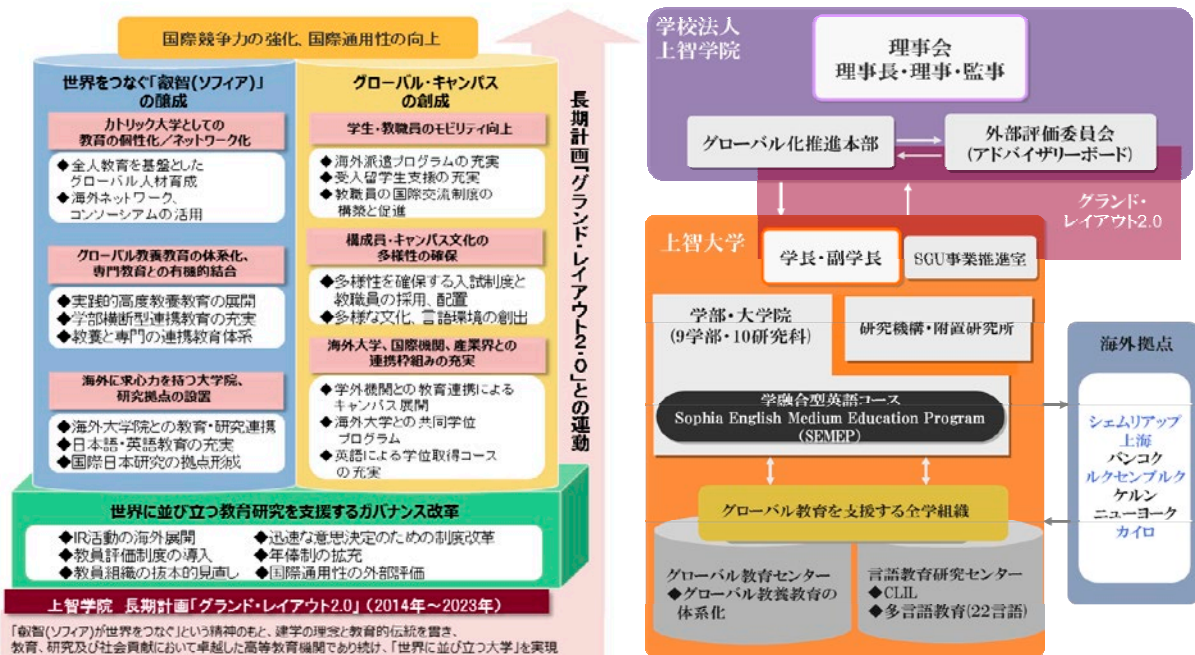 国際競争力の強化、国際通用性の向上
世界をつなぐ「叡智(ソフィア)」
の醸成
カトリック大学としての
教育の個性化/ネットワーク化
◆全人教育を基盤とした
グローバル人材育成
◆海外ネットワーク、
コンソーシアムの活用
グローバル教養教育の体系化、
専門教育との有機的結合
◆実践的高度教養教育の展開
◆学部横断型連携教育の充実
◆教養と専門の連携教育体系
海外に求心力を持つ大学院、
研究拠点の設置
◆海外大学院との教育・研究連携
◆日本語・英語教育の充実
◆国際日本研究の拠点形成
グローバル・キャンパス
の創成
学生・教職員のモビリティ向上
◆海外派遣プログラムの充実
◆受入留学生支援の充実
◆教職員の国際交流制度の
構築と促進
構成員・キャンパス文化の
多様性の確保
◆多様性を確保する入試制度と
教職員の採用、配置
◆多様な文化、言語環境の創出
海外大学、国際機関、産業界との
連携枠組みの充実
◆学外機関との教育連携による
キャンパス展開
◆海外大学との共同学位
プログラム
◆英語による学位取得コース
の充実
長期計画「グランド・レイアウト2.0」との連動
世界に並び立つ教育研究を支援するガバナンス改革
◆IR活動の海外展開
◆教員評価制度の導入
◆教員組織の抜本的見直し
◆迅速な意思決定のための制度改革
◆年俸制の拡充
◆国際通用性の外部評価
上智学院 長期計画「グランド・レイアウト2.0」(2014年~2023年)
「叡智(ソフィア)が世界をつなぐ」という精神のもと、建学の理念と教育的伝統を貫き、
教育、研究及び社会貢献において卓越した高等教育機関であり続け、「世界に並び立つ大学」を実現
学校法人
上智学院
理事会
理事長・理事・監事
グローバル化推進本部
外部評価委員会
(アドバイザリーボード)
グランド・
レイアウト2.0
上智大学
学長・副学長
SGU事業推進室
学部・大学院
(9学部・10研究科)
研究機構・附置研究所
学融合型英語コース
Sophia English Medium Education Program
(SEMEP)
グローバル教育を支援する全学組織
グローバル教育センター
◆グローバル教養教育の
体系化
言語教育研究センター
◆CLIL
◆多言語教育(22言語)
海外拠点
シェムリアップ
上海
バンコク
ルクセンブルク
ケルン
ニューヨーク
カイロ